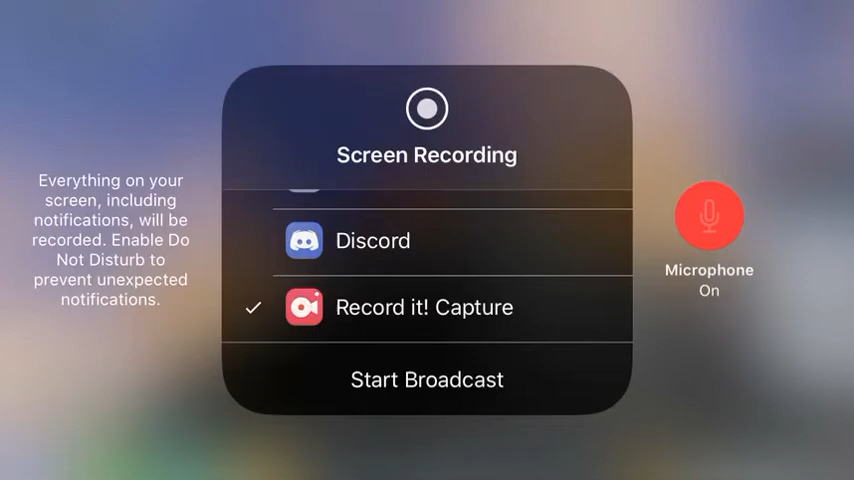 Screen Recording
Everything on your
screen, including
notifications, will be
recorded. Enable Do
Not Disturb to
prevent unexpected
notifications.
Discord
Record it! Capture
Start Broadcast
Microphone
On